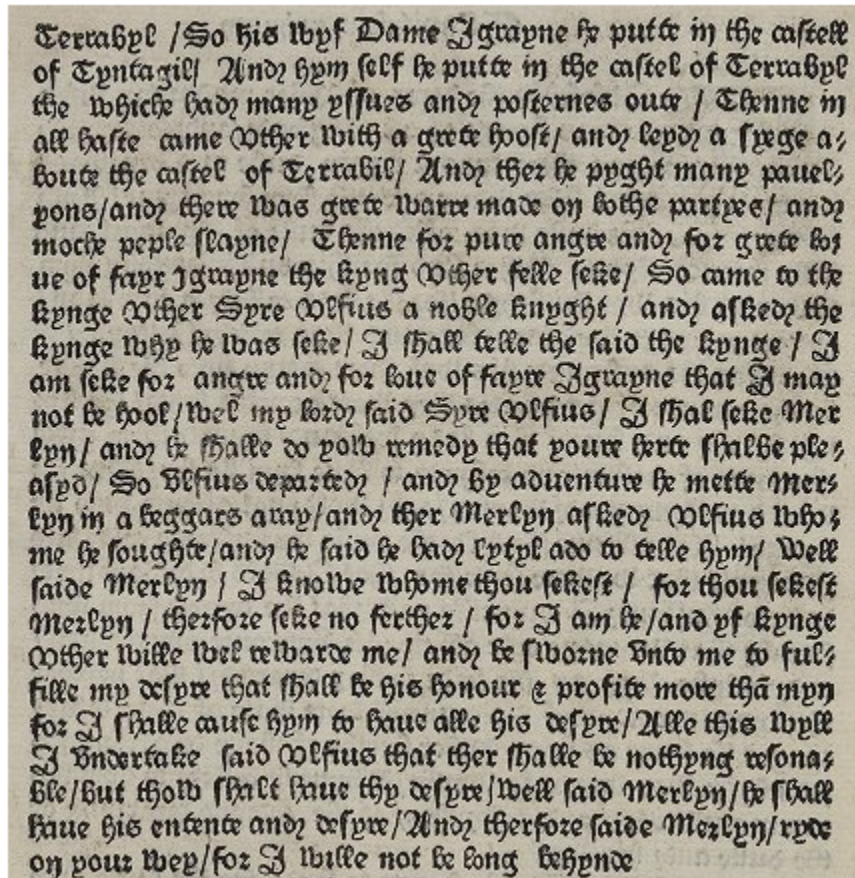 Terrabyl / So his wyf Dame Igrayne he putte in the castell
of Tyntagil/ And hym self he putte in the castel of Terrabyl
the whiche had many yssues and posternes oute / Thenne in
all haste came Vther with a grete hoost/ and leyd a syege a-
boute the castel of Terrabil/ And ther he pyght many pauel-
yons/and there was grete warre made on bothe partyes/ and
moche peple slayne/ Thenne for pure angre and for grete lo-
ue of fayr Igrayne the kyng Vther felle seke/ So came to the
kynge Vther Syre Vlfius a noble knyght / and asked the
kynge why he was seke/ I shall telle the said the kynge / I
am seke for angre and for loue of fayre Igrayne that I may
not be hool/wel my lord said Syre Vlfius/ I shal seke Mer
lyn/ and he shalle do yow remedy that youre herte shalbe ple-
asyd/ So Vlfius departed / and by aduenture he mette Mer-
lyn in a beggars aray/and ther Merlyn asked Vlfius who-
me he soughte/and he said he had lytyl ado to telle hym/ Well
saide Merlyn / I knowe whome thou sekest / for thou sekest
Merlyn / therfore seke no ferther / for I am he/and yf kynge
Vther wille wel rewarde me/ and be sworne vnto me to ful-
fille my desyre that shall be his honour & profite more thā myn
for I shalle cause hym to haue alle his desyre/Alle this wyll
I vndertake said Vlfius that ther shalle be nothyng resona-
ble/but thow shalt haue thy desyre/well said Merlyn/he shall
haue his entente and desyre/And therfore saide Merlyn/ryde
on your wey/for I wille not be long behynde